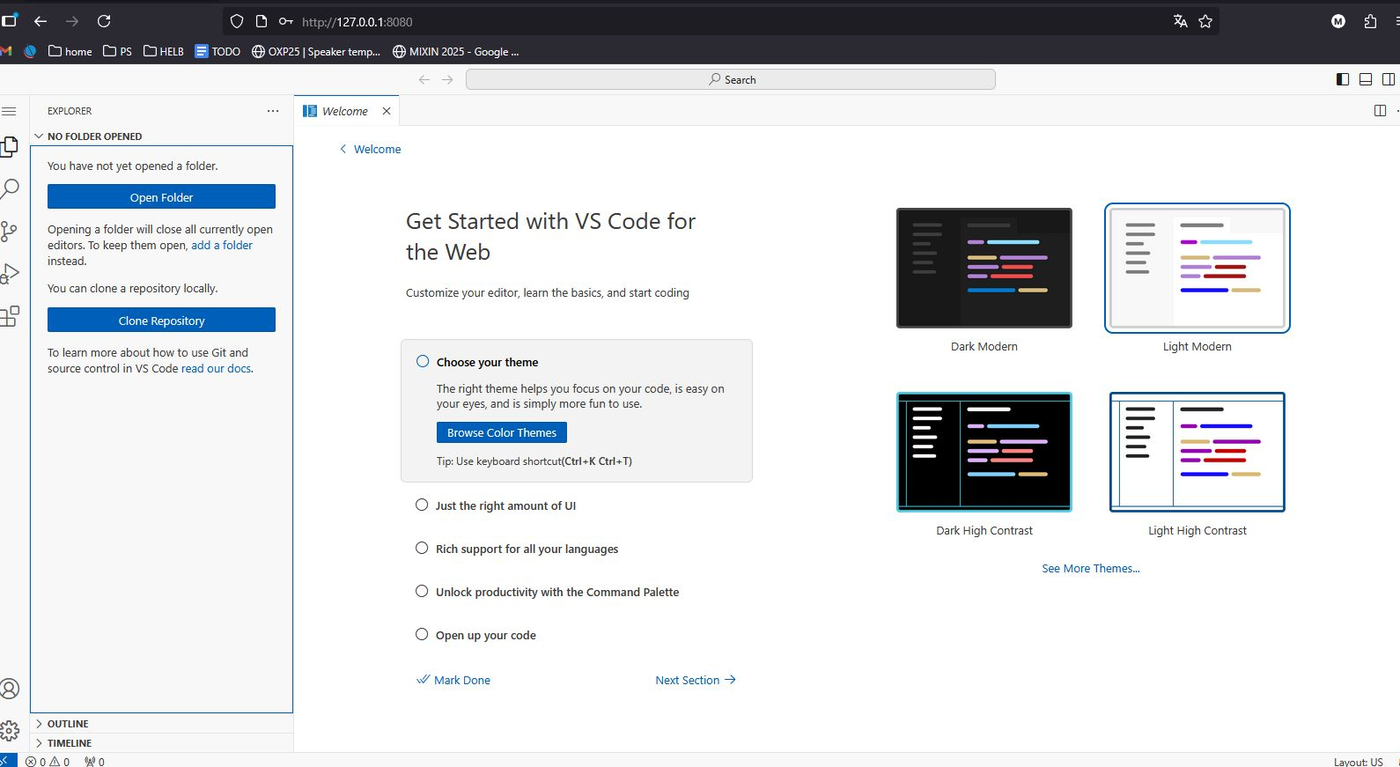 http://127.0.0.1:8080
M
home
PS
HELB
TODO
OXP25 | Speaker temp...
MIXIN 2025 - Google ...
Search
EXPLORER
Welcome
NO FOLDER OPENED
You have not yet opened a folder.
Open Folder
Opening a folder will close all currently open
editors. To keep them open, add a folder
instead.
You can clone a repository locally.
Clone Repository
To learn more about how to use Git and
source control in VS Code read our docs.
OUTLINE
TIMELINE
Welcome
Get Started with VS Code for
the Web
Customize your editor, learn the basics, and start coding
Choose your theme
The right theme helps you focus on your code, is easy on
your eyes, and is simply more fun to use.
Browse Color Themes
Tip: Use keyboard shortcut(Ctrl+K Ctrl+T)
Just the right amount of UI
Rich support for all your languages
Unlock productivity with the Command Palette
Open up your code
Mark Done
Next Section
Dark Modern
Light Modern
Dark High Contrast
Light High Contrast
See More Themes...
0 0 0
Layout: US